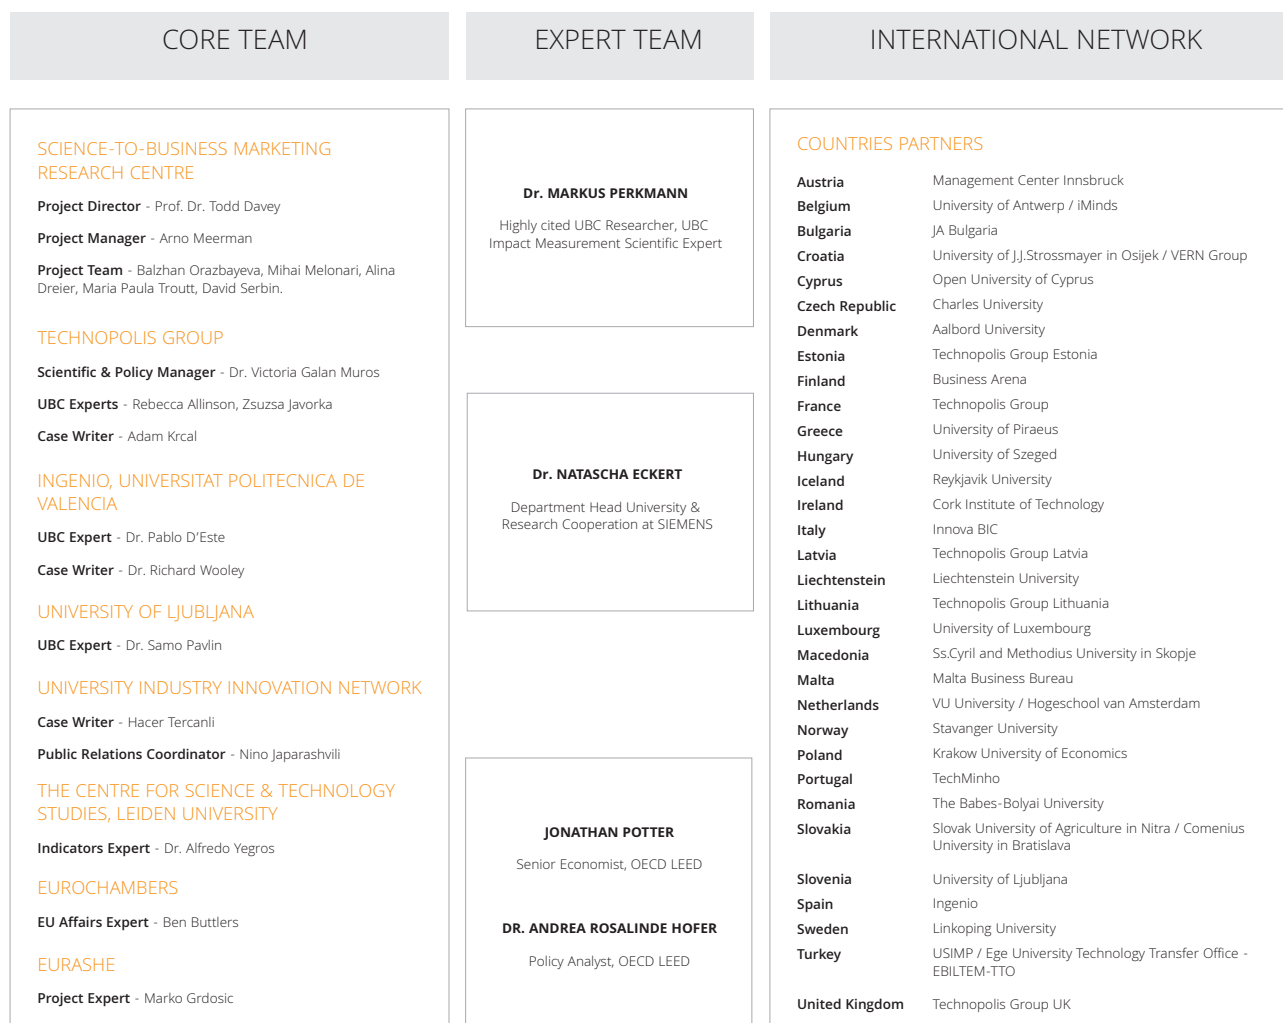 CORE TEAM
SCIENCE-TO-BUSINESS MARKETING
RESEARCH CENTRE
Project Director - Prof. Dr. Todd Davey
Project Manager - Arno Meerman
Project Team - Balzhan Orazbayeva, Mihai Melonari, Alina
Dreier, Maria Paula Troutt, David Serbin.
TECHNOPOLIS GROUP
Scientific & Policy Manager - Dr. Victoria Galan Muros
UBC Experts - Rebecca Allinson, Zsuzsa Javorka
Case Writer - Adam Krcal
INGENIO, UNIVERSITAT POLITECNICA DE
VALENCIA
UBC Expert - Dr. Pablo D'Este
Case Writer - Dr. Richard Wooley
UNIVERSITY OF LJUBLJANA
UBC Expert - Dr. Samo Pavlin
UNIVERSITY INDUSTRY INNOVATION NETWORK
Case Writer - Hacer Tercanli
Public Relations Coordinator - Nino Japarashvili
THE CENTRE FOR SCIENCE & TECHNOLOGY
STUDIES, LEIDEN UNIVERSITY
Indicators Expert - Dr. Alfredo Yegros
EUROCHAMBERS
EU Affairs Expert - Ben Buttlers
EURASHE
Project Expert - Marko Grdosic
EXPERT TEAM
Dr. MARKUS PERKMANN
Highly cited UBC Researcher, UBC
Impact Measurement Scientific Expert
Dr. NATASCHA ECKERT
Department Head University &
Research Cooperation at SIEMENS
JONATHAN POTTER
Senior Economist, OECD LEED
DR. ANDREA ROSALINDE HOFER
Policy Analyst, OECD LEED
INTERNATIONAL NETWORK
COUNTRIES PARTNERS
Austria Management Center Innsbruck
Belgium University of Antwerp / iMinds
Bulgaria JA Bulgaria
Croatia University of J.J.Strossmayer in Osijek / VERN Group
Cyprus Open University of Cyprus
Czech Republic Charles University
Denmark Aalbord University
Estonia Technopolis Group Estonia
Finland Business Arena
France Technopolis Group
Greece University of Piraeus
Hungary University of Szeged
Iceland Reykjavik University
Ireland Cork Institute of Technology
Italy Innova BIC
Latvia Technopolis Group Latvia
Liechtenstein Liechtenstein University
Lithuania Technopolis Group Lithuania
Luxembourg University of Luxembourg
Macedonia Ss.Cyril and Methodius University in Skopje
Malta Malta Business Bureau
Netherlands VU University / Hogeschool van Amsterdam
Norway Stavanger University
Poland Krakow University of Economics
Portugal TechMinho
Romania The Babes-Bolyai University
Slovakia Slovak University of Agriculture in Nitra / Comenius
University in Bratislava
Slovenia University of Ljubljana
Spain Ingenio
Sweden Linkoping University
Turkey USIMP / Ege University Technology Transfer Office -
EBILTEM-TTO
United Kingdom Technopolis Group UK